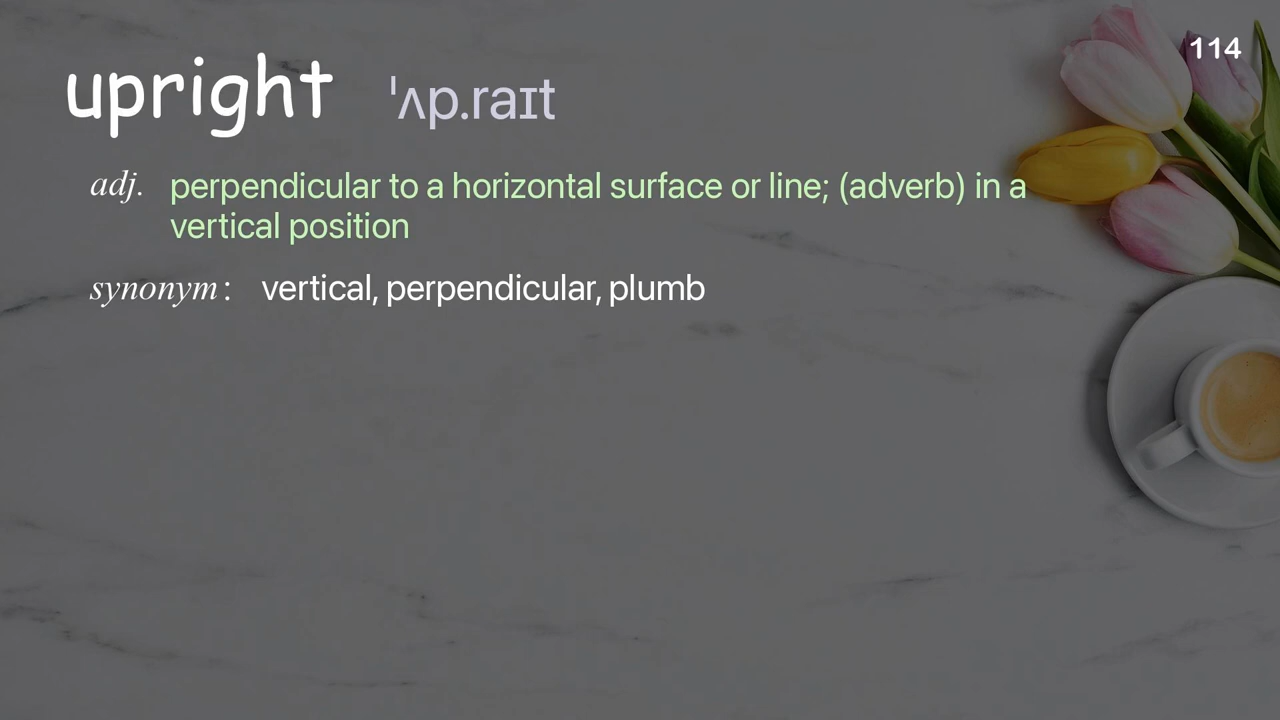 114
upright ˈʌp.raɪt
adj. perpendicular to a horizontal surface or line; (adverb) in a
vertical position
synonym: vertical, perpendicular, plumb